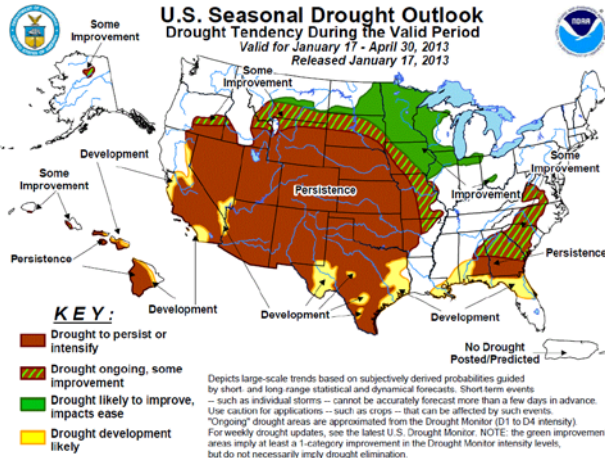 U.S. Seasonal Drought Outlook
Drought Tendency During the Valid Period
Valid for January 17 - April 30, 2013
Released January 17, 2013
NOAA
Some
Improvement
Some
Improvement
Development
Some
Improvement
Some
Improvement
Persistence
Improvement
Persistence
Persistence
Development
Development
Development
No Drought
Posted/Predicted
KEY:
Drought to persist or
intensify
Drought ongoing, some
improvement
Drought likely to improve,
impacts ease
Drought development
likely
Depicts large-scale trends based on subjectively derived probabilities guided
by short- and long-range statistical and dynamical forecasts. Short-term events
-- such as individual storms -- cannot be accurately forecast more than a few days in advance.
Use caution for applications -- such as crops -- that can be affected by such events.
"Ongoing" drought areas are approximated from the Drought Monitor (D1 to D4 intensity).
For weekly drought updates, see the latest U.S. Drought Monitor. NOTE: the green improvement
areas imply at least a 1-category improvement in the Drought Monitor intensity levels,
but do not necessarily imply drought elimination.